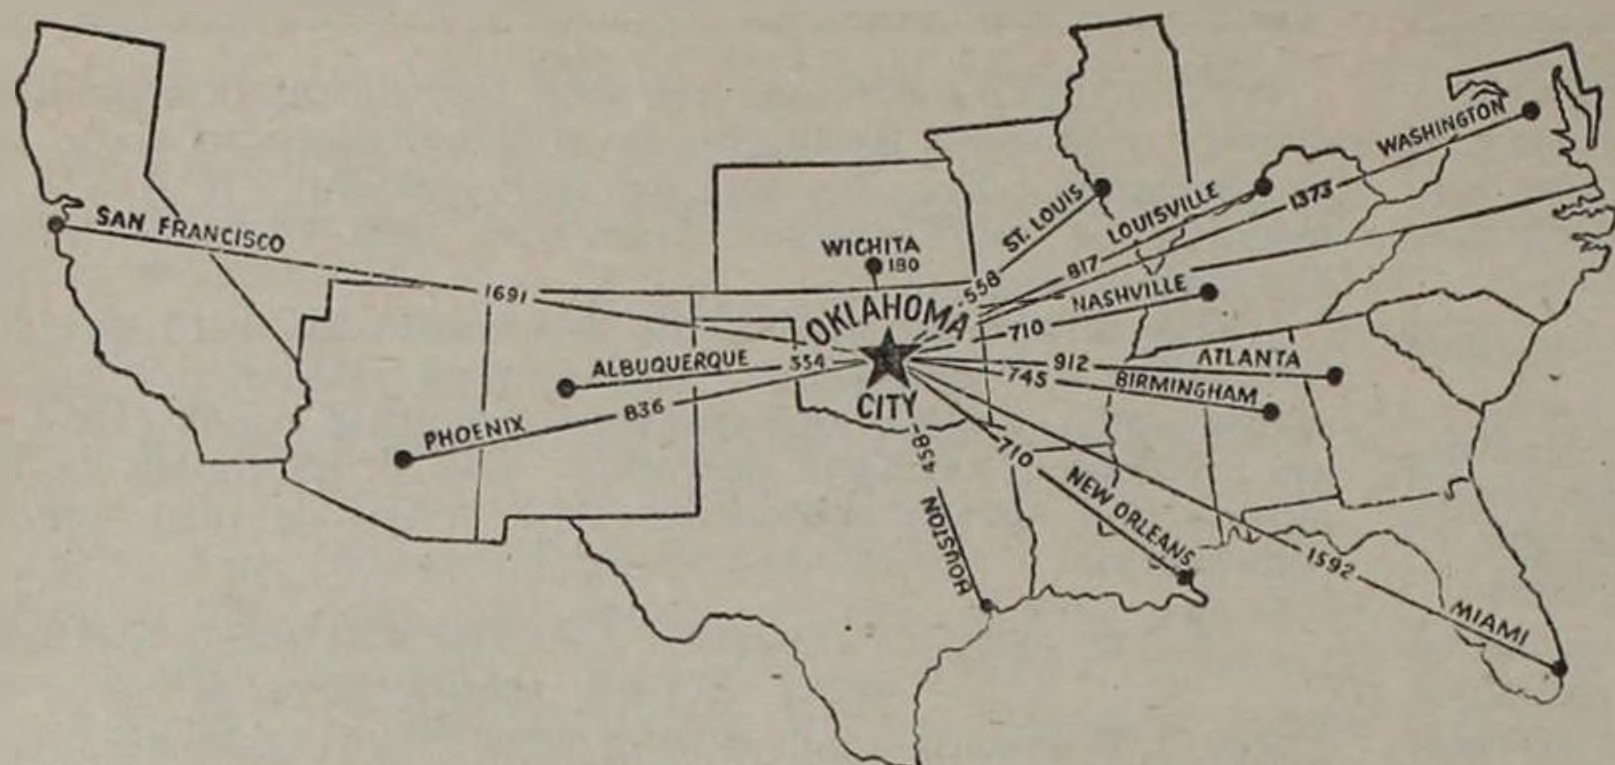 WASHINGTON
1373
ST. LOUIS
558
LOUISVILLE
817
SAN FRANCISCO
1691
WICHITA
180
NASHVILLE
710
OKLAHOMA
CITY
ALBUQUERQUE
554
PHOENIX
836
912
ATLANTA
745
BIRMINGHAM
458
HOUSTON
710
NEW ORLEANS
1592
MIAMI